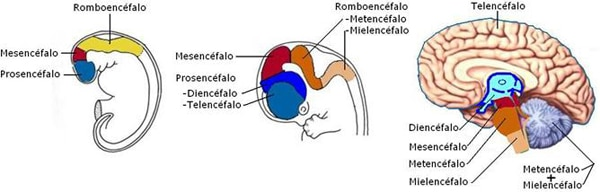 Romboencéfalo
Mesencéfalo
Prosencéfalo
Romboencéfalo
-Metencéfalo
-Mielencéfalo
Mesencéfalo
Prosencéfalo
-Diencéfalo
-Telencéfalo
Telencéfalo
Diencéfalo
Mesencéfalo
Metencéfalo
Mielencéfalo
Metencéfalo
+
Mielencéfalo